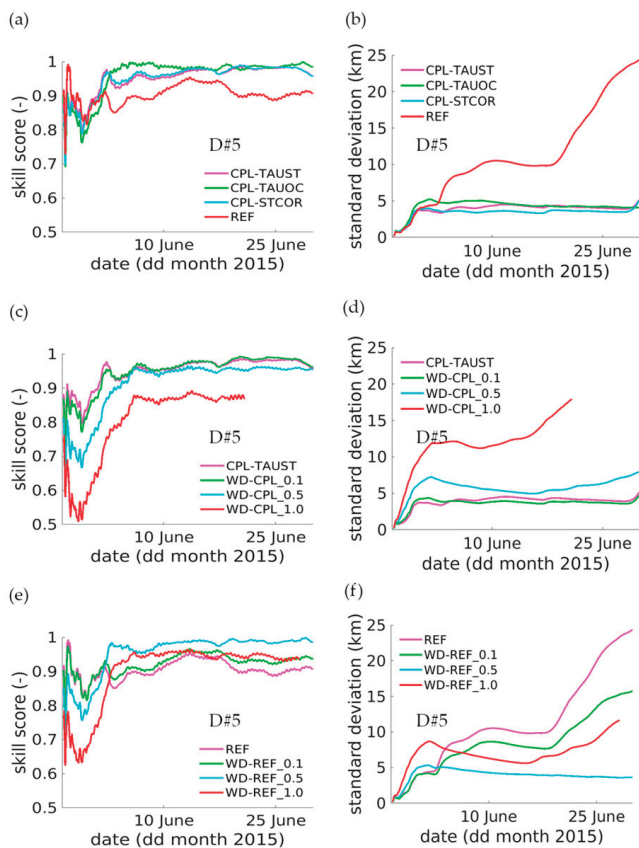 (a)
skill score (-)
1
0.9
0.8
0.7
0.6
0.5
D#5
CPL-TAUST
CPL-TAUOC
CPL-STCOR
REF
10 June
25 June
date (dd month 2015)
(b)
standard deviation (km)
25
20
15
10
5
0
CPL-TAUST
CPL-TAUOC
CPL-STCOR
REF
D#5
10 June
25 June
date (dd month 2015)
(c)
skill score (-)
1
0.9
0.8
0.7
0.6
0.5
D#5
CPL-TAUST
WD-CPL_0.1
WD-CPL_0.5
WD-CPL_1.0
10 June
25 June
date (dd month 2015)
(d)
standard deviation (km)
25
20
15
10
5
0
CPL-TAUST
WD-CPL_0.1
WD-CPL_0.5
WD-CPL_1.0
D#5
10 June
25 June
date (dd month 2015)
(e)
skill score (-)
1
0.9
0.8
0.7
0.6
0.5
D#5
REF
WD-REF_0.1
WD-REF_0.5
WD-REF_1.0
10 June
25 June
date (dd month 2015)
(f)
standard deviation (km)
25
20
15
10
5
0
REF
WD-REF_0.1
WD-REF_0.5
WD-REF_1.0
D#5
10 June
25 June
date (dd month 2015)